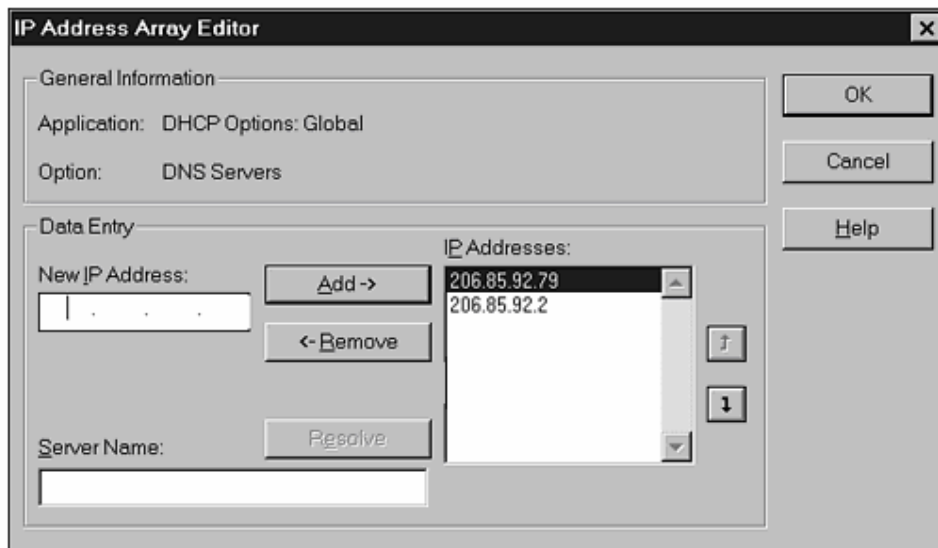 IP Address Array Editor
General Information
Application: DHCP Options: Global
Option: DNS Servers
OK
Cancel
Help
Data Entry
New IP Address:
. . .
Add ->
<- Remove
IP Addresses:
206.85.92.79
206.85.92.2
Server Name:
Resolve